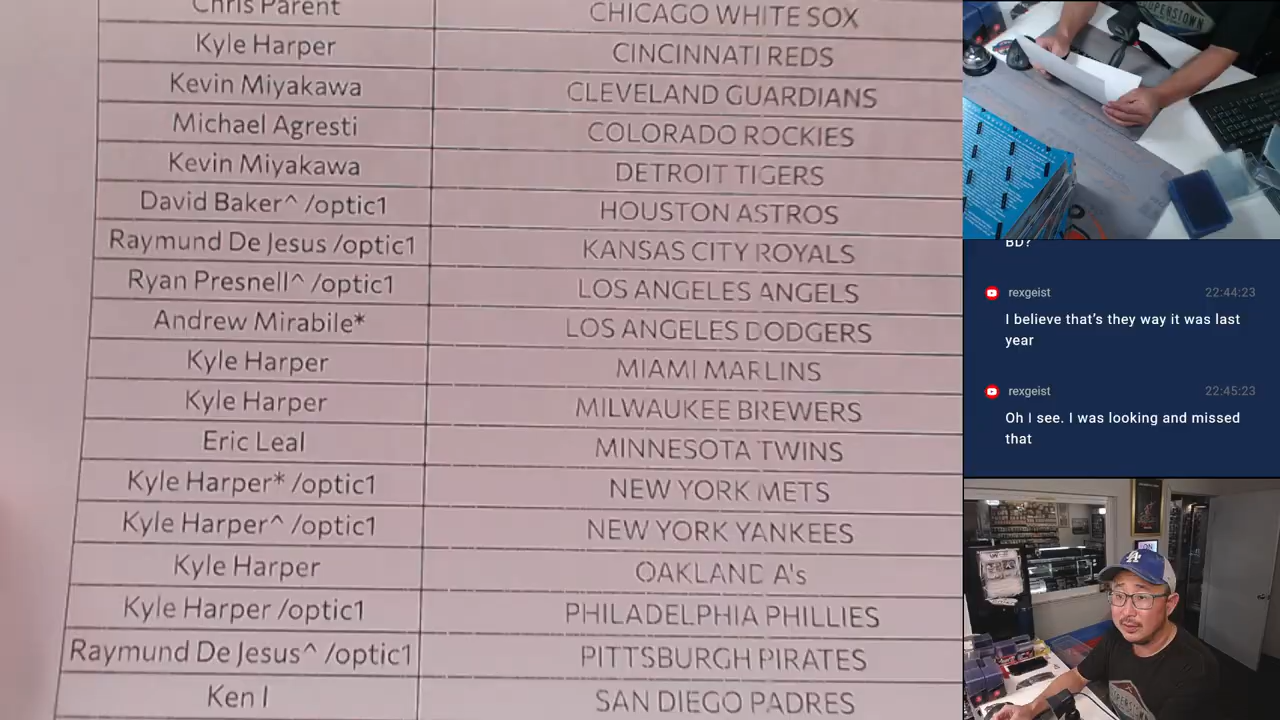 Chris Parent CHICAGO WHITE SOX
Kyle Harper CINCINNATI REDS
Kevin Miyakawa CLEVELAND GUARDIANS
Michael Agresti COLORADO ROCKIES
Kevin Miyakawa DETROIT TIGERS
David Baker^ /optic1 HOUSTON ASTROS
Raymund De Jesus /optic1 KANSAS CITY ROYALS
Ryan Presnell^ /optic1 LOS ANGELES ANGELS
Andrew Mirabile* LOS ANGELES DODGERS
Kyle Harper MIAMI MARLINS
Kyle Harper MILWAUKEE BREWERS
Eric Leal MINNESOTA TWINS
Kyle Harper* /optic1 NEW YORK METS
Kyle Harper^ /optic1 NEW YORK YANKEES
Kyle Harper OAKLAND A's
Kyle Harper /optic1 PHILADELPHIA PHILLIES
Raymund De Jesus^ /optic1 PITTSBURGH PIRATES
Ken I SAN DIEGO PADRES
BD?
rexgeist 22:44:23
I believe that's they way it was last
year
rexgeist 22:45:23
Oh I see. I was looking and missed
that